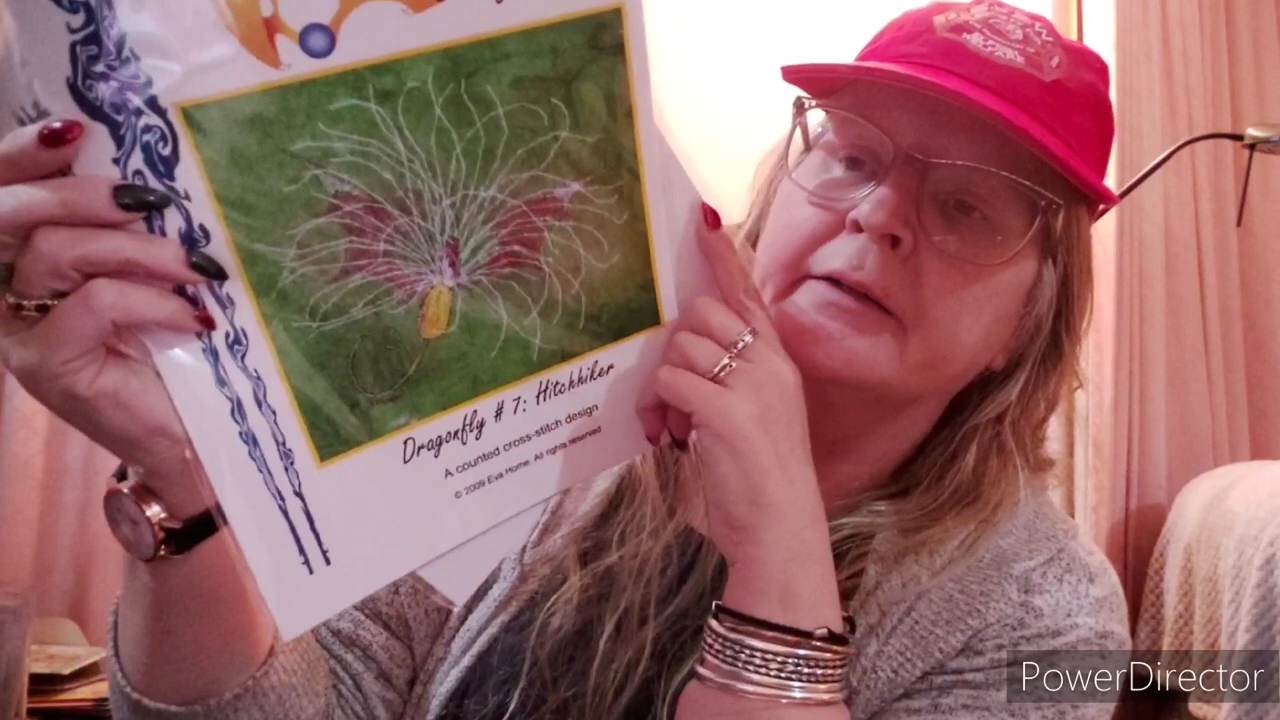 Dragonfly # 7: Hitchhiker
A counted cross-stitch design
© 2009 Eva Horne. All rights reserved
PowerDirector